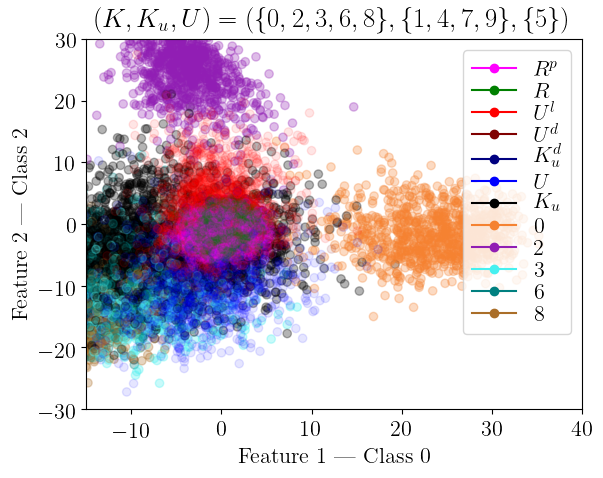 (K, K_u, U) = ({0, 2, 3, 6, 8}, {1, 4, 7, 9}, {5})
30
20
10
0
−10
−20
−30
Feature 2 — Class 2
R^p
R
U^l
U^d
K_u^d
U
K_u
0
2
3
6
8
−10
0
10
20
30
40
Feature 1 — Class 0